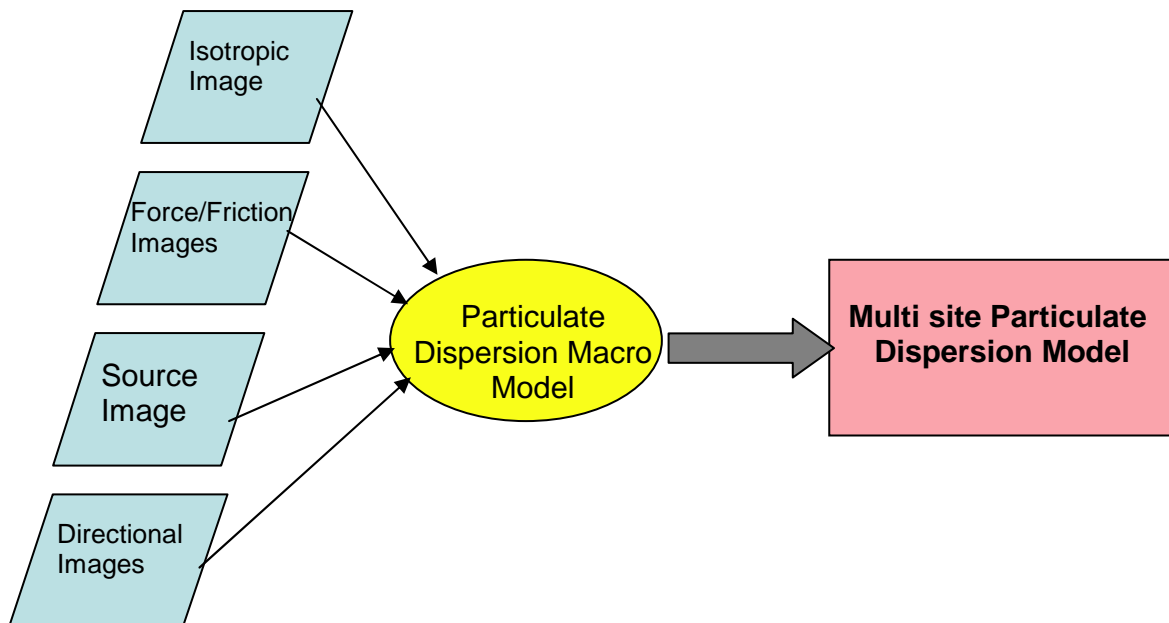 Isotropic
Image
Force/Friction
Images
Source
Image
Directional
Images
Particulate
Dispersion Macro
Model
Multi site Particulate
Dispersion Model